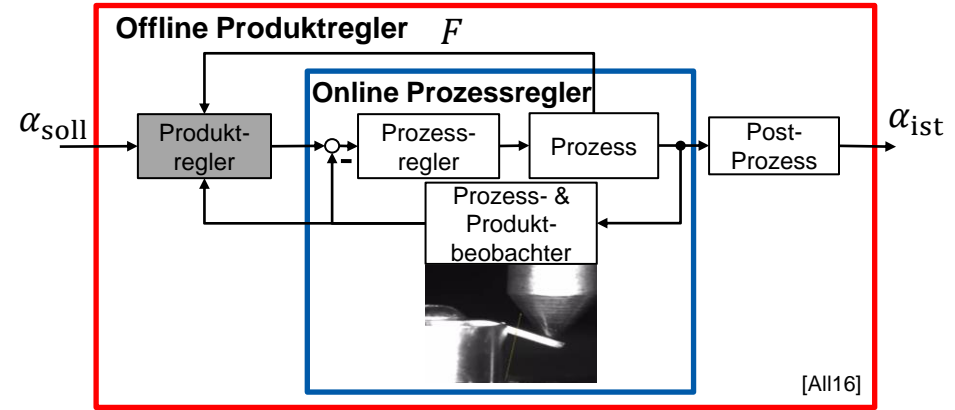 Offline Produktregler F
Online Prozessregler
α_soll
Produkt-
regler
-
Prozess-
regler
Prozess
Post-
Prozess
α_ist
Prozess- &
Produkt-
beobachter
[All16]